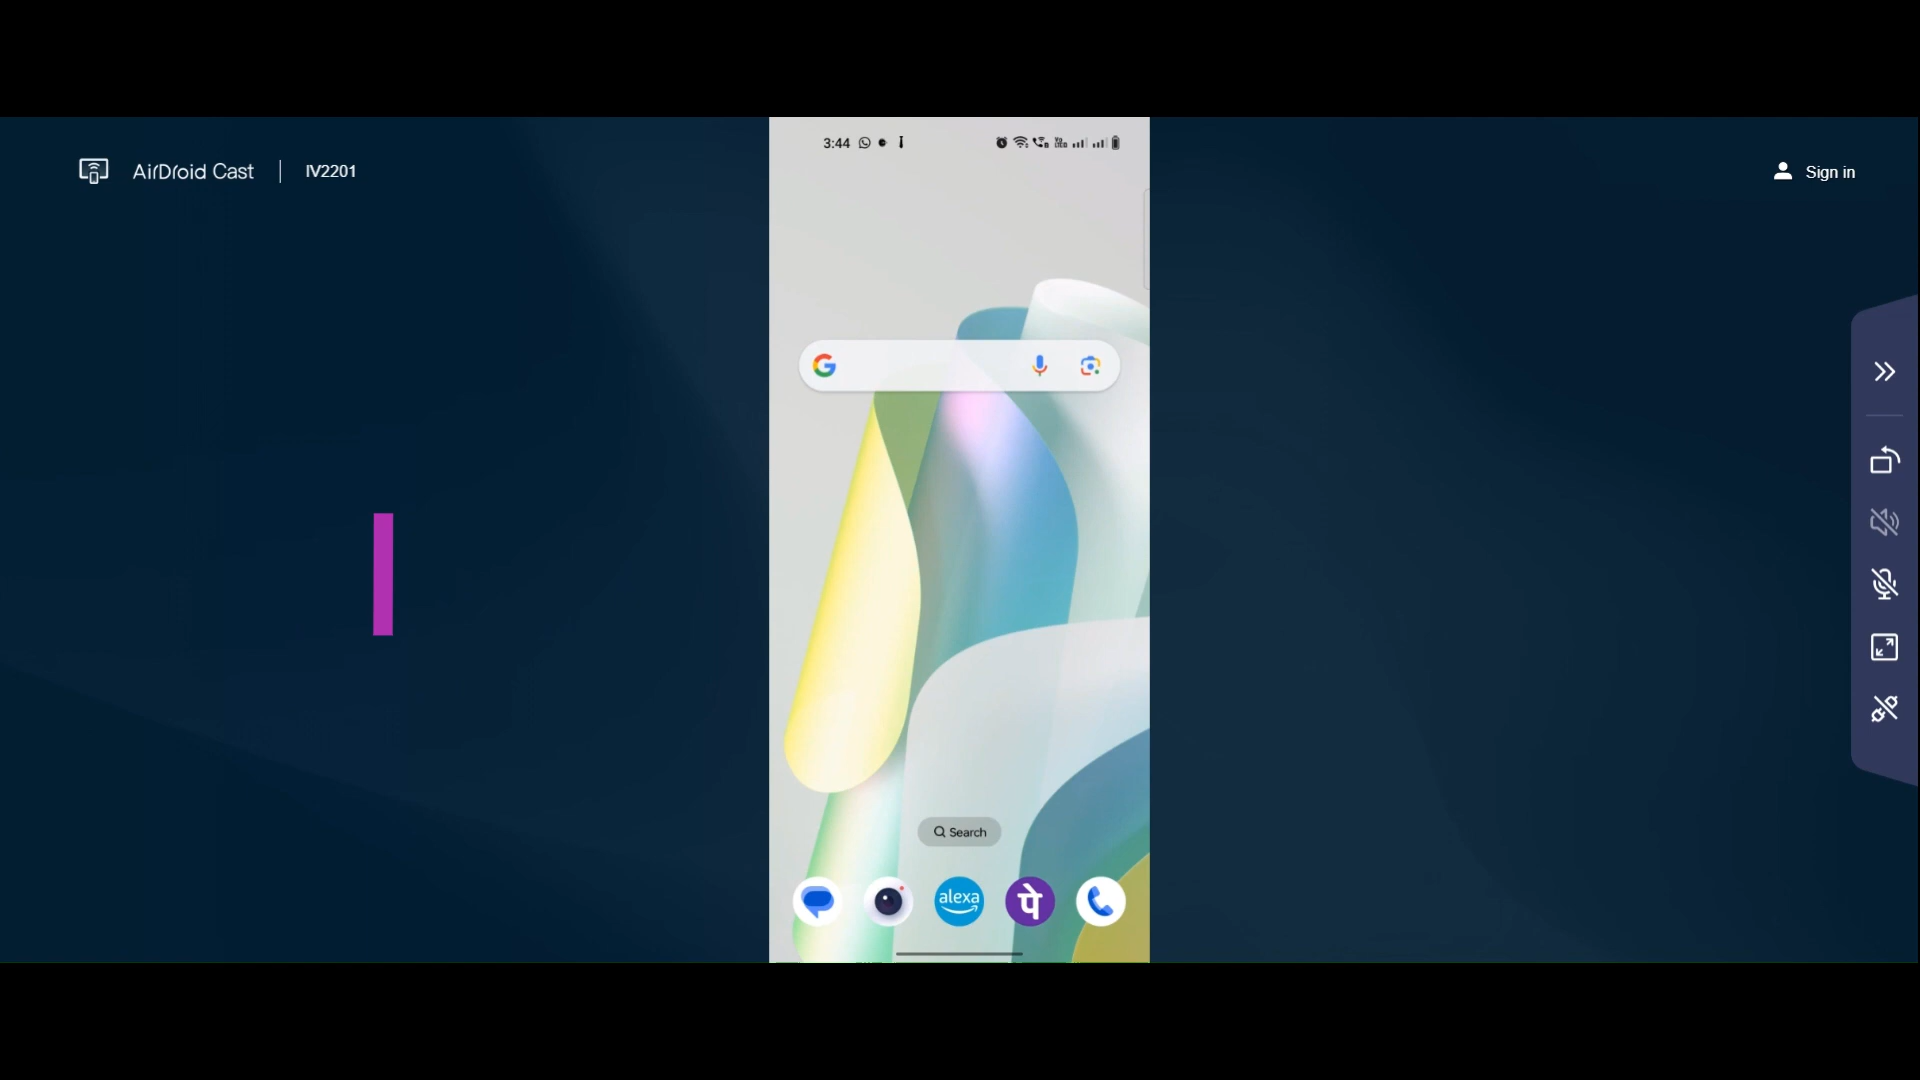 3:44
AirDroid Cast | IV2201
Sign in
Search
alexa
पे